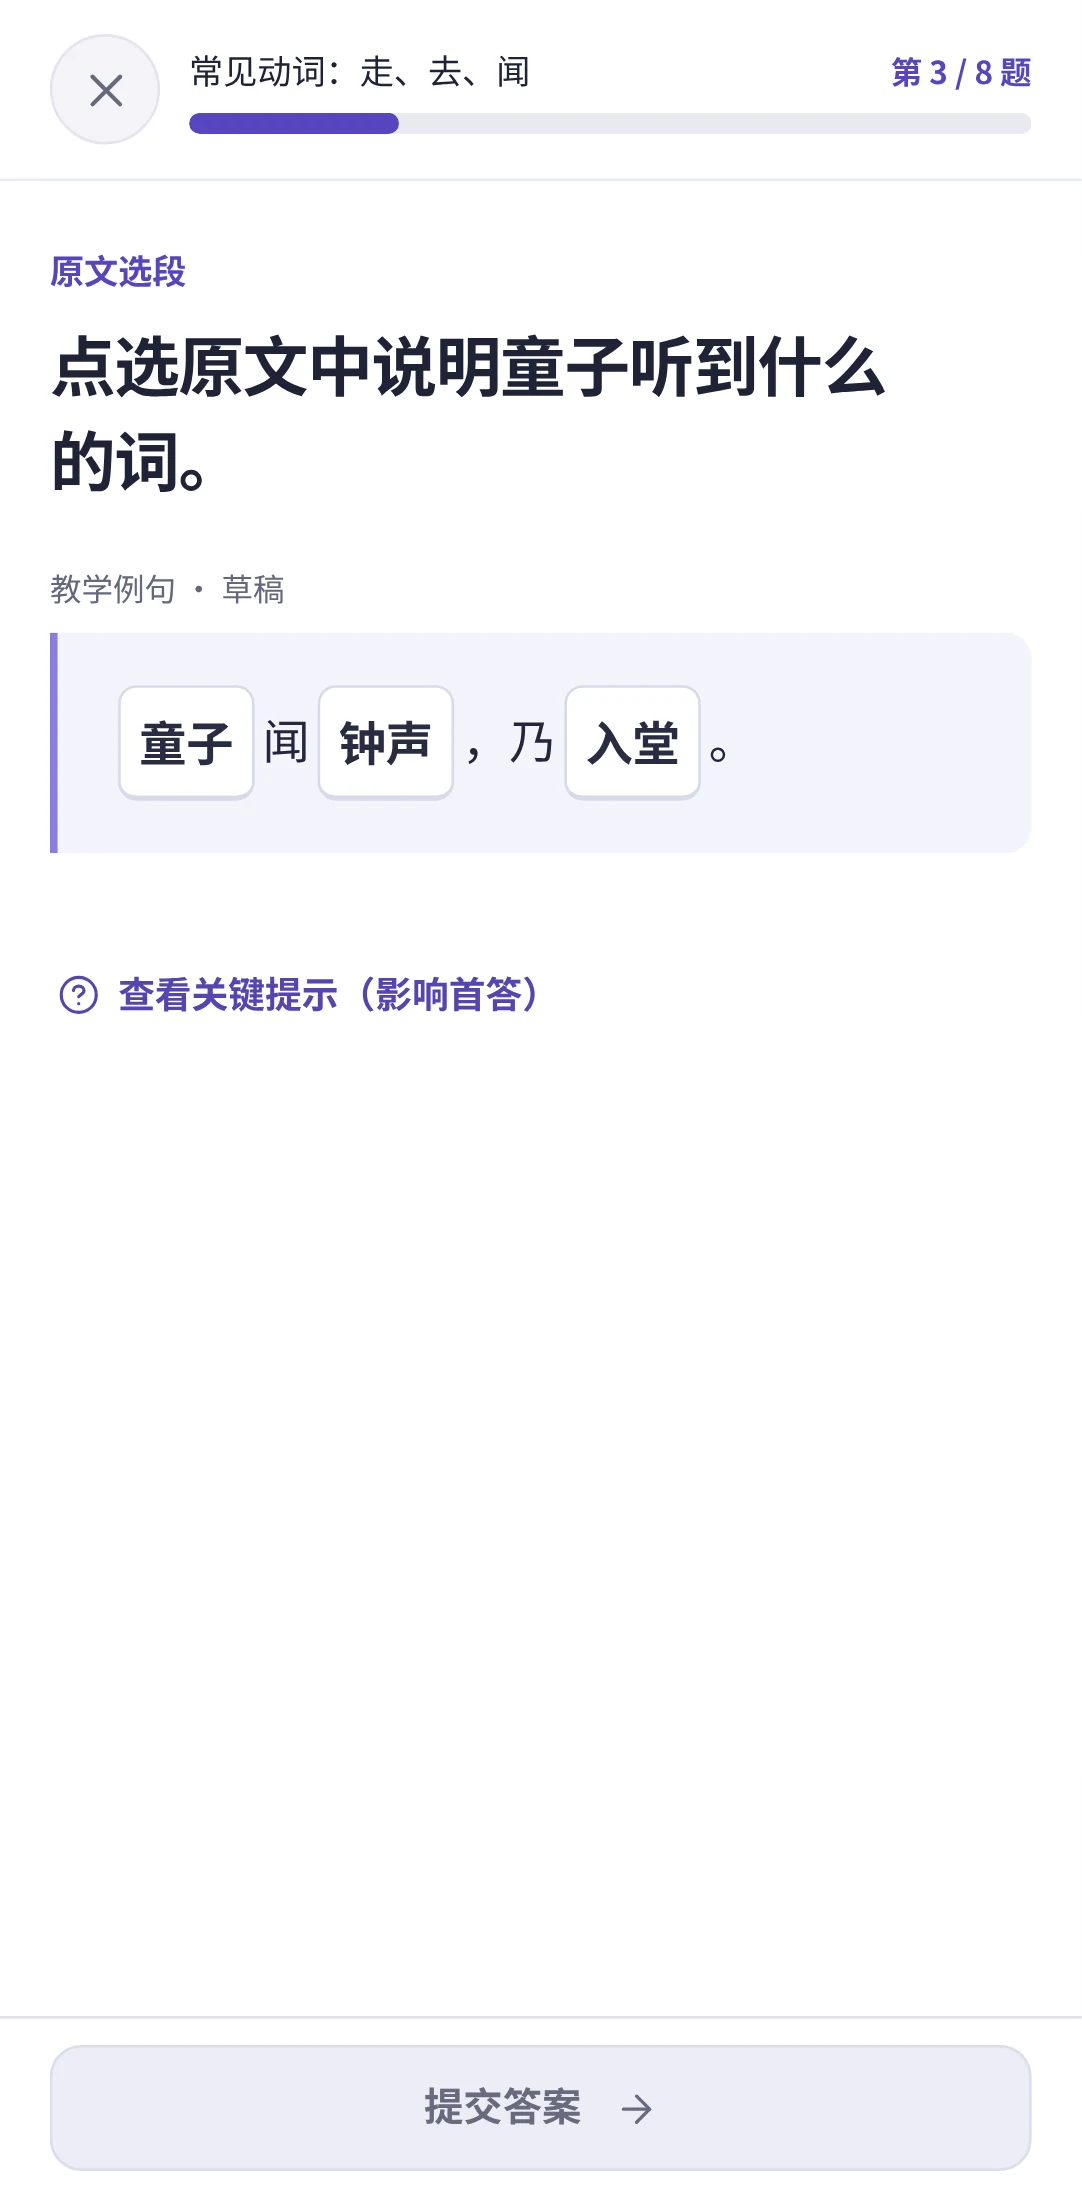 常见动词：走、去、闻
第 3 / 8 题
原文选段
点选原文中说明童子听到什么
的词。
教学例句 · 草稿
童子 闻 钟声 ，乃 入堂 。
查看关键提示（影响首答）
提交答案 →